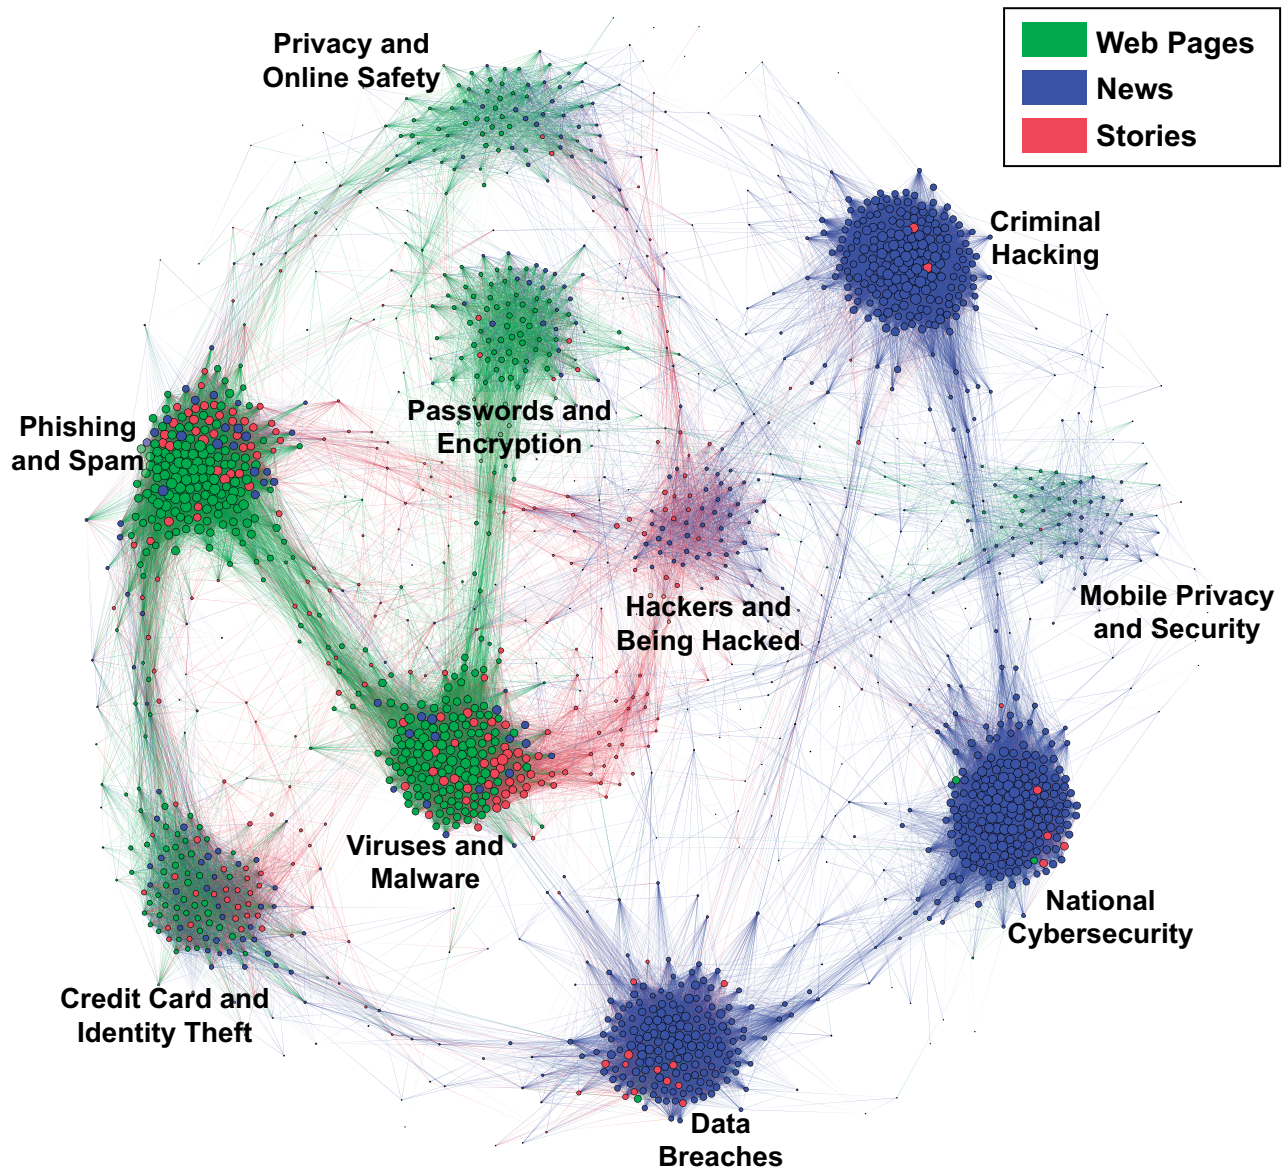 Privacy and
Online Safety
Web Pages
News
Stories
Criminal
Hacking
Phishing
and Spam
Passwords and
Encryption
Hackers and
Being Hacked
Mobile Privacy
and Security
Viruses and
Malware
National
Cybersecurity
Credit Card and
Identity Theft
Data
Breaches